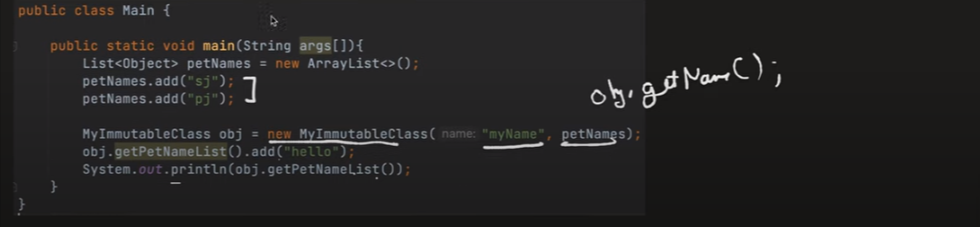 public class Main {
public static void main(String args[]){
List<Object> petNames = new ArrayList<>();
petNames.add("sj");
petNames.add("pj");
obj.getName();
MyImmutableClass obj = new MyImmutableClass( name: "myName", petNames);
obj.getPetNameList().add("hello");
System.out.println(obj.getPetNameList());
}
}